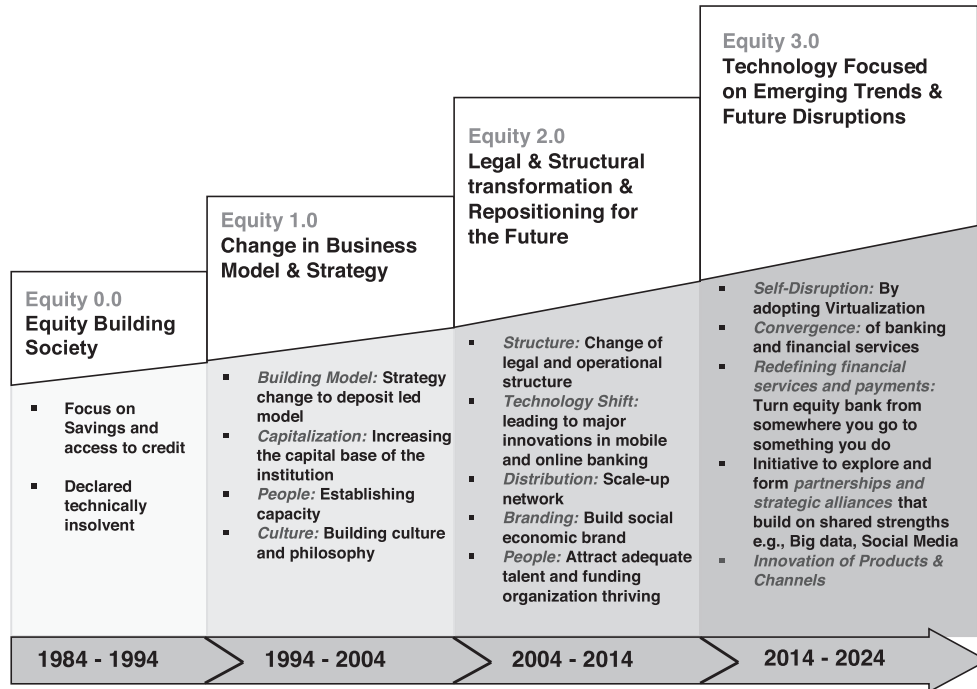 Equity 0.0
Equity Building
Society
▪ Focus on
Savings and
access to credit
▪ Declared
technically
insolvent
1984 - 1994
Equity 1.0
Change in Business
Model & Strategy
▪ Building Model: Strategy
change to deposit led
model
▪ Capitalization: Increasing
the capital base of the
institution
▪ People: Establishing
capacity
▪ Culture: Building culture
and philosophy
1994 - 2004
Equity 2.0
Legal & Structural
transformation &
Repositioning for
the Future
▪ Structure: Change of
legal and operational
structure
▪ Technology Shift:
leading to major
innovations in mobile
and online banking
▪ Distribution: Scale-up
network
▪ Branding: Build social
economic brand
▪ People: Attract adequate
talent and funding
organization thriving
2004 - 2014
Equity 3.0
Technology Focused
on Emerging Trends &
Future Disruptions
▪ Self-Disruption: By
adopting Virtualization
▪ Convergence: of banking
and financial services
▪ Redefining financial
services and payments:
Turn equity bank from
somewhere you go to
something you do
▪ Initiative to explore and
form partnerships and
strategic alliances that
build on shared strengths
e.g., Big data, Social Media
▪ Innovation of Products &
Channels
2014 - 2024